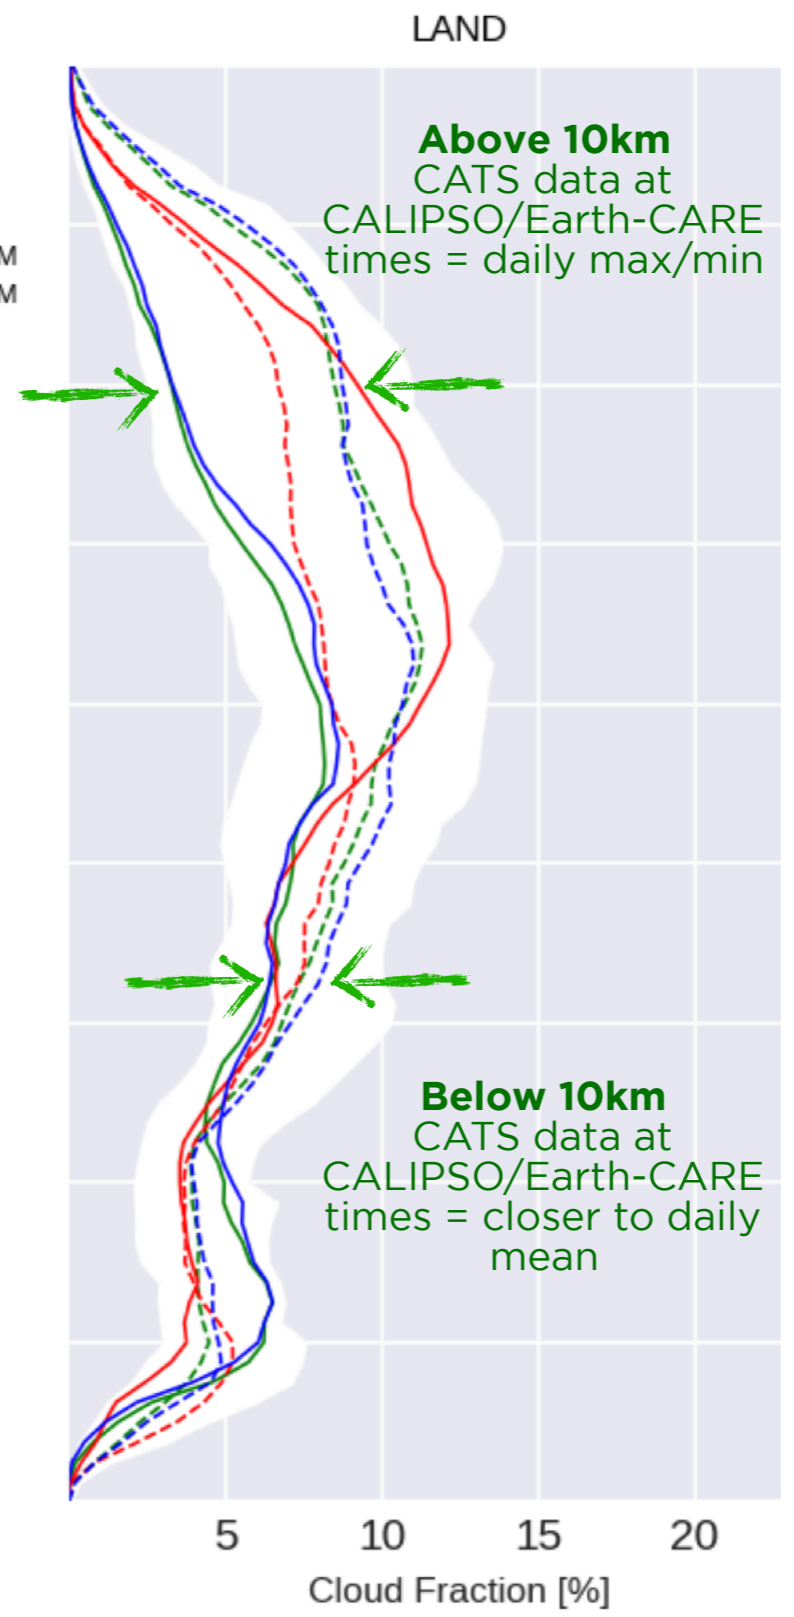 LAND
Above 10km
CATS data at
CALIPSO/Earth-CARE
times = daily max/min
M
M
Below 10km
CATS data at
CALIPSO/Earth-CARE
times = closer to daily
mean
5 10 15 20
Cloud Fraction [%]